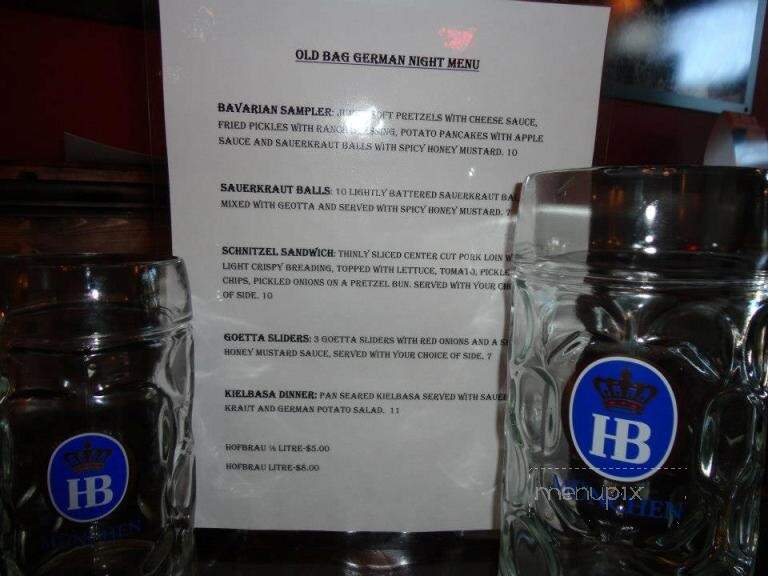 OLD BAG GERMAN NIGHT MENU
BAVARIAN SAMPLER: SOFT PRETZELS WITH CHEESE SAUCE,
FRIED PICKLES WITH RANCH DRESSING, POTATO PANCAKES WITH APPLE
SAUCE AND SAUERKRAUT BALLS WITH SPICY HONEY MUSTARD. 10
SAUERKRAUT BALLS: 10 LIGHTLY BATTERED SAUERKRAUT
MIXED WITH GEOTTA AND SERVED WITH SPICY HONEY MUSTARD. 7
SCHNITZEL SANDWICH: THINLY SLICED CENTER CUT PORK LOIN
LIGHT CRISPY BREADING, TOPPED WITH LETTUCE, TOMATO, PICKLE
CHIPS, PICKLED ONIONS ON A PRETZEL BUN. SERVED WITH YOUR
OF SIDE. 10
GOETTA SLIDERS: 3 GOETTA SLIDERS WITH RED ONIONS AND A
HONEY MUSTARD SAUCE, SERVED WITH YOUR CHOICE OF SIDE. 7
KIELBASA DINNER: PAN SEARED KIELBASA SERVED WITH SAUER
KRAUT AND GERMAN POTATO SALAD. 11
HOFBRAU ½ LITRE-$5.00
HOFBRAU LITRE-$8.00
HB
MÜNCHEN
HB
MÜNCHEN
menupix